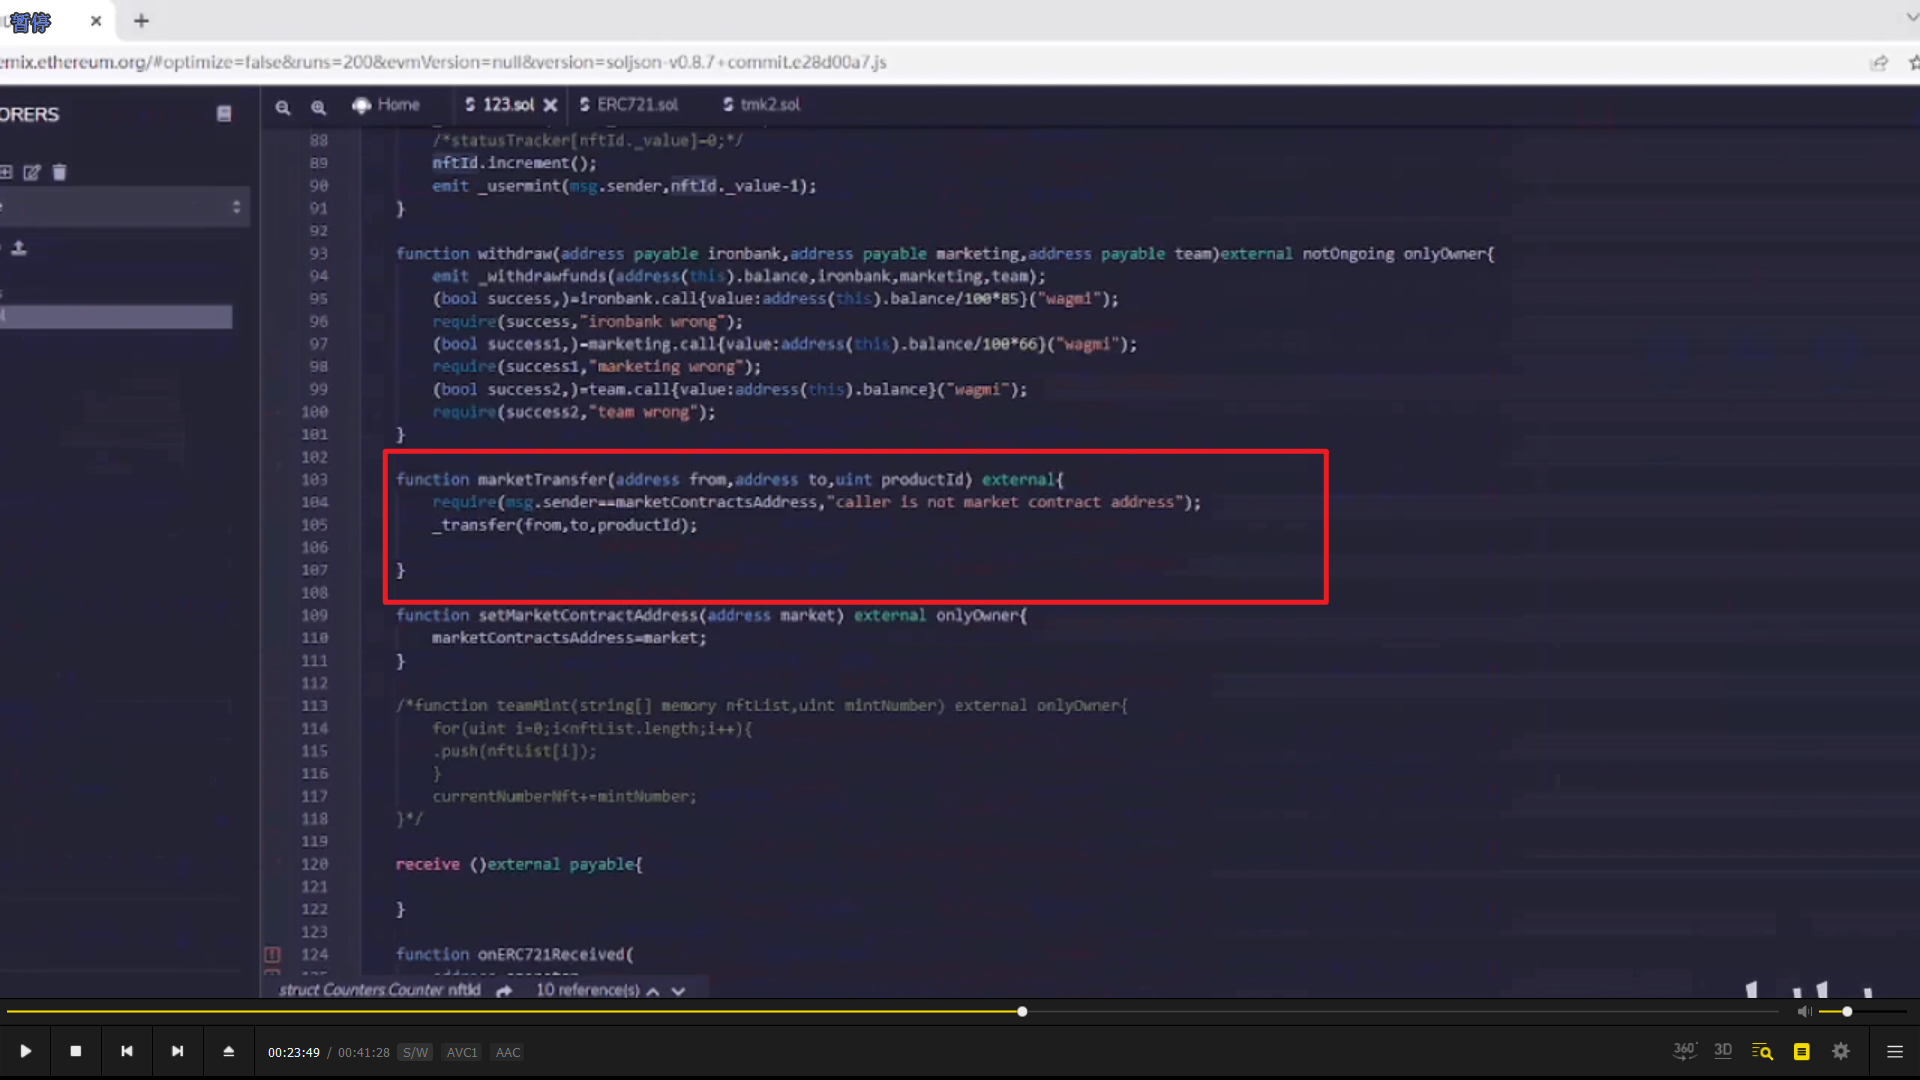 暂停
emix.ethereum.org/#optimize=false&runs=200&evmVersion=null&version=soljson-v0.8.7+commit.e28d00a7.js
ORERS
Home
123.sol
ERC721.sol
tmk2.sol
88 /*statusTracker[nftId._value]=0;*/
89 nftId.increment();
90 emit _usermint(msg.sender,nftId._value-1);
91 }
92
93 function withdraw(address payable ironbank,address payable marketing,address payable team)external notOngoing onlyOwner{
94 emit _withdrawfunds(address(this).balance,ironbank,marketing,team);
95 (bool success,)=ironbank.call{value:address(this).balance/100*85}("wagmi");
96 require(success,"ironbank wrong");
97 (bool success1,)=marketing.call{value:address(this).balance/100*66}("wagmi");
98 require(success1,"marketing wrong");
99 (bool success2,)=team.call{value:address(this).balance}("wagmi");
100 require(success2,"team wrong");
101 }
102
103 function marketTransfer(address from,address to,uint productId) external{
104 require(msg.sender==marketContractsAddress,"caller is not market contract address");
105 _transfer(from,to,productId);
106
107 }
108
109 function setMarketContractAddress(address market) external onlyOwner{
110 marketContractsAddress=market;
111 }
112
113 /*function teamMint(string[] memory nftList,uint mintNumber) external onlyOwner{
114 for(uint i=0;i<nftList.length;i++){
115 .push(nftList[i]);
116 }
117 currentNumberNft+=mintNumber;
118 }*/
119
120 receive ()external payable{
121
122 }
123
124 function onERC721Received(
struct Counters.Counter nftId 10 reference(s)
00:23:49 / 00:41:28 S/W AVC1 AAC
360° 3D